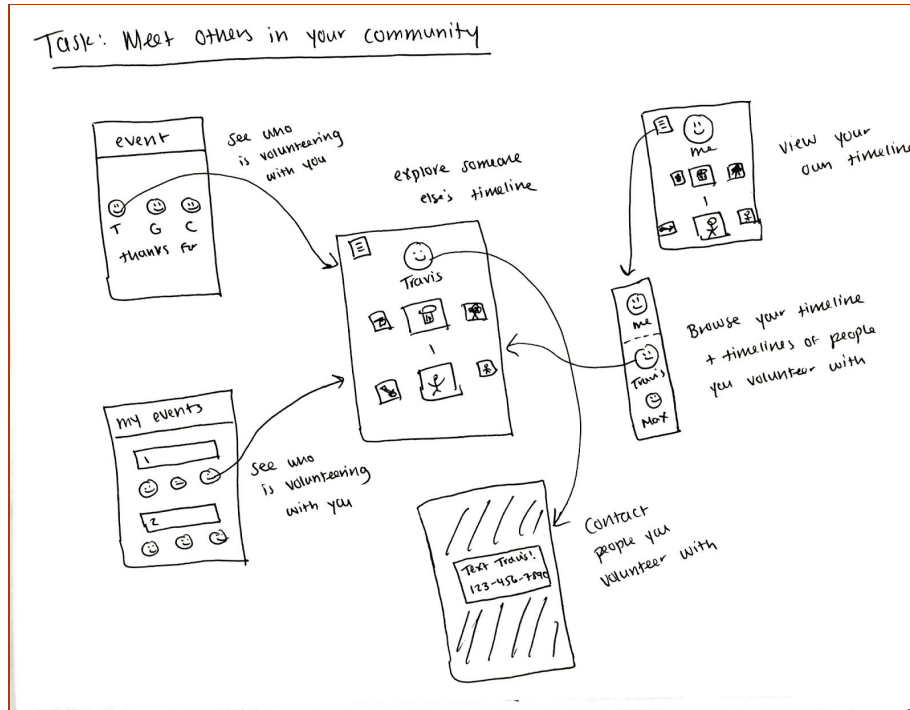 Task: Meet others in your community
event
T G C
thanks for
see who
is volunteering
with you
explore someone
else's timeline
Travis
me
view your
own timeline
me
Travis
Max
Browse your timeline
+ timelines of people
you volunteer with
my events
1
2
see who
is volunteering
with you
Text Travis!
123-456-7890
Contact
people you
volunteer with